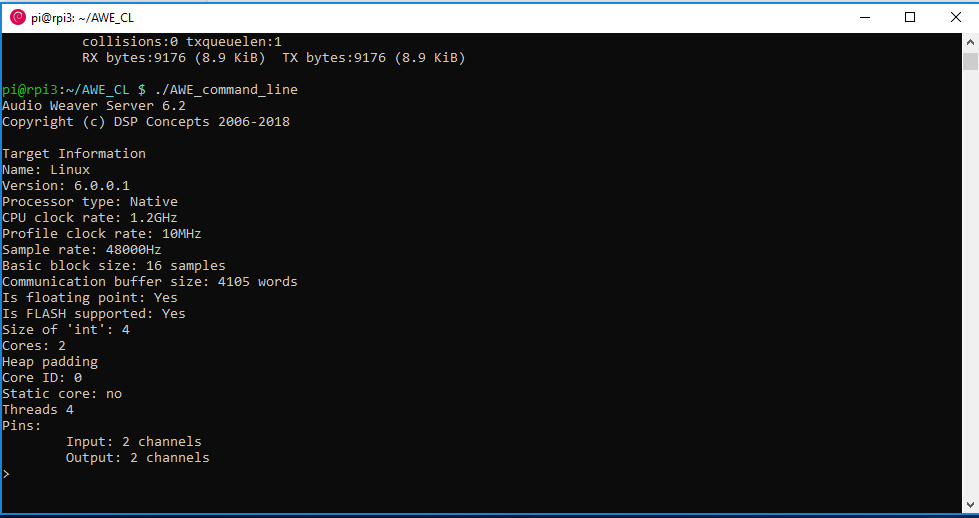 pi@rpi3: ~/AWE_CL
collisions:0 txqueuelen:1
RX bytes:9176 (8.9 KiB)  TX bytes:9176 (8.9 KiB)
pi@rpi3:~/AWE_CL $ ./AWE_command_line
Audio Weaver Server 6.2
Copyright (c) DSP Concepts 2006-2018
Target Information
Name: Linux
Version: 6.0.0.1
Processor type: Native
CPU clock rate: 1.2GHz
Profile clock rate: 10MHz
Sample rate: 48000Hz
Basic block size: 16 samples
Communication buffer size: 4105 words
Is floating point: Yes
Is FLASH supported: Yes
Size of 'int': 4
Cores: 2
Heap padding
Core ID: 0
Static core: no
Threads 4
Pins:
Input: 2 channels
Output: 2 channels
>